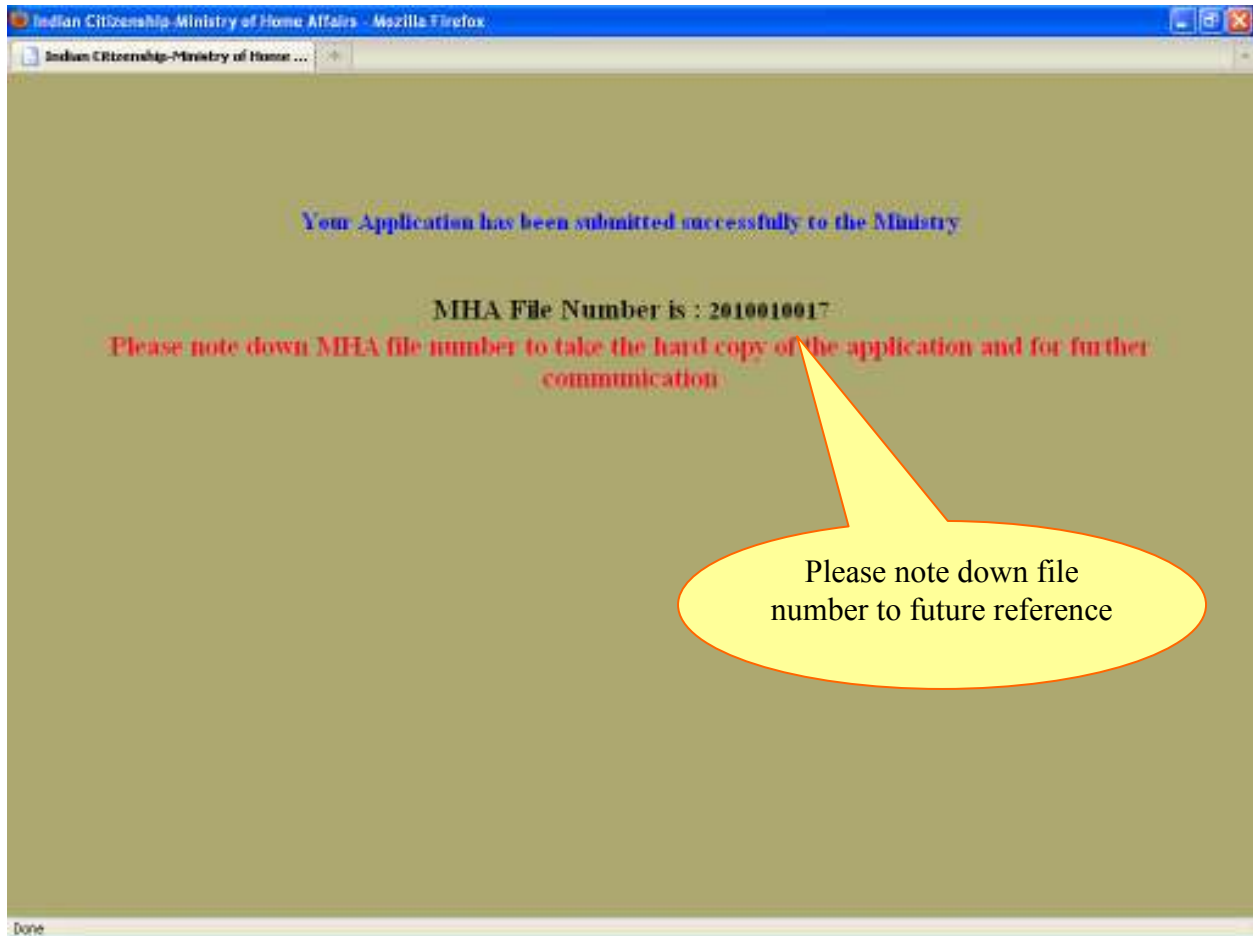 Indian Citizenship-Ministry of Home Affairs - Mozilla Firefox
Indian Citizenship-Ministry of Home ...
Your Application has been submitted successfully to the Ministry
MHA File Number is : 2010010017
Please note down MHA file number to take the hard copy of the application and for further
communication
Please note down file
number to future reference
Done